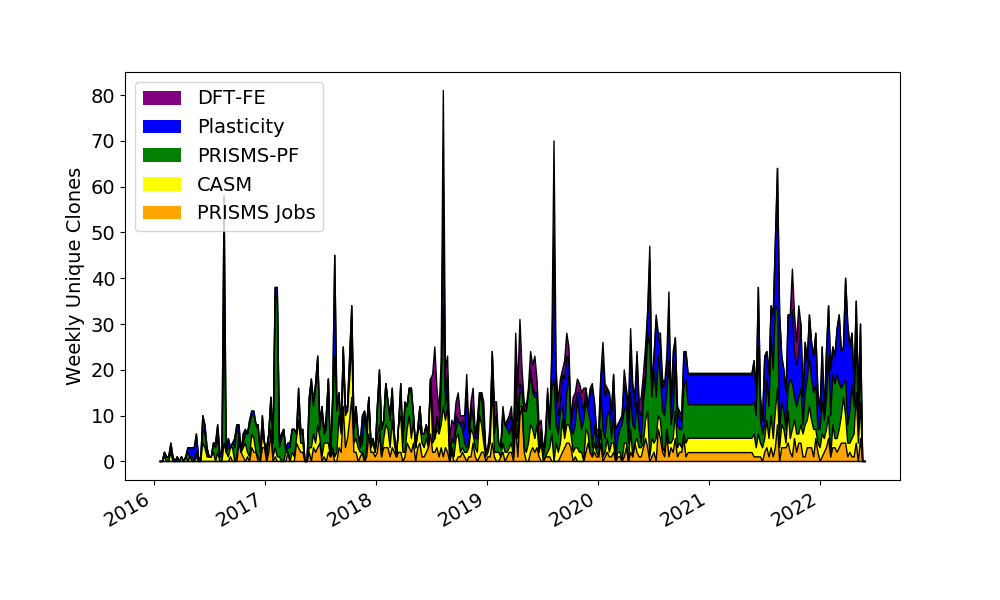 Weekly Unique Clones
80
70
60
50
40
30
20
10
0
DFT-FE
Plasticity
PRISMS-PF
CASM
PRISMS Jobs
2016
2017
2018
2019
2020
2021
2022